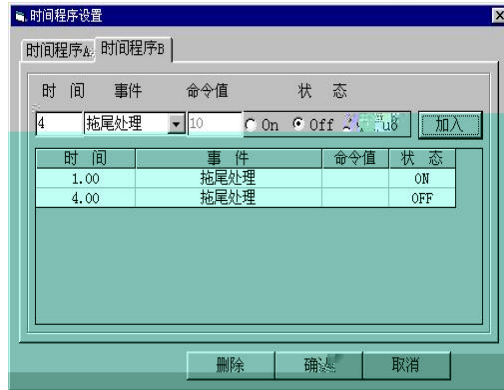 时间程序设置
时间程序A 时间程序B
时 间 事件 命令值 状 态
4 拖尾处理 10 On Off 加入
时 间 事 件 命令值 状 态
1.00 拖尾处理 ON
4.00 拖尾处理 OFF
删除 确认 取消